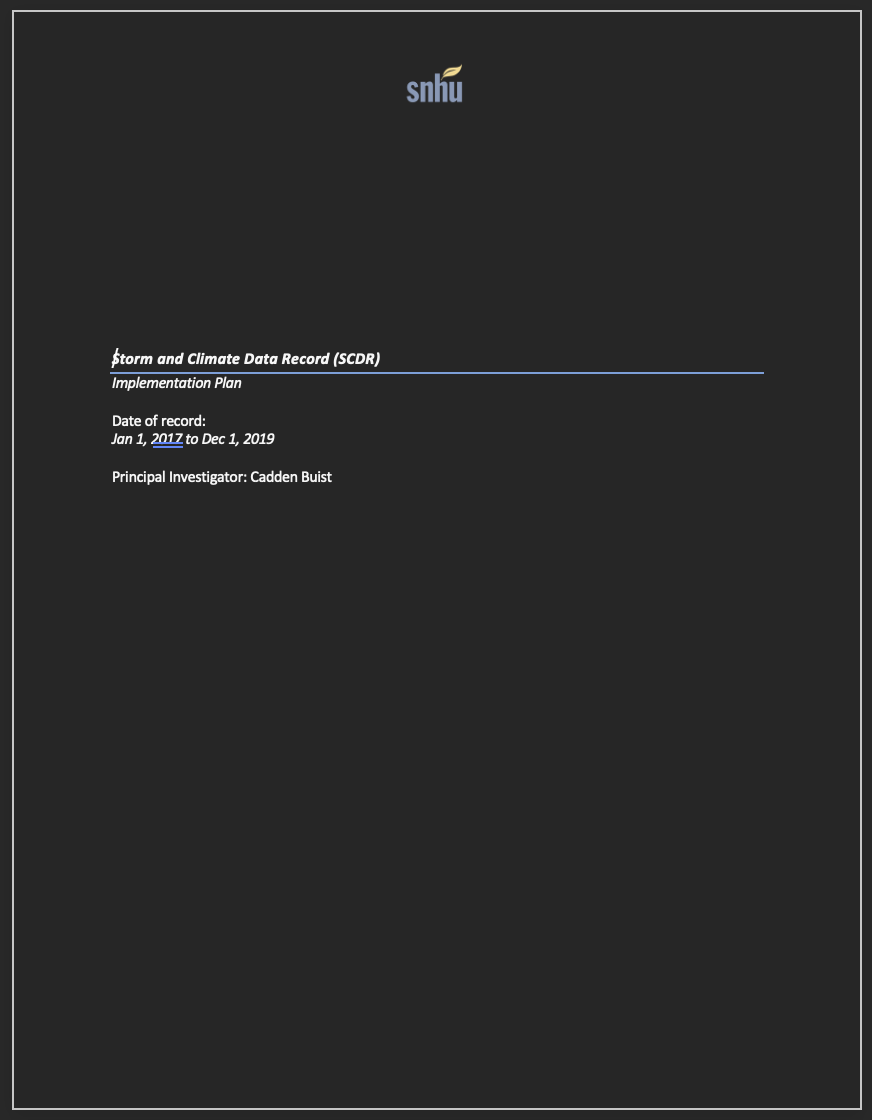 snhu
Storm and Climate Data Record (SCDR)
Implementation Plan
Date of record:
Jan 1, 2017 to Dec 1, 2019
Principal Investigator: Cadden Buist